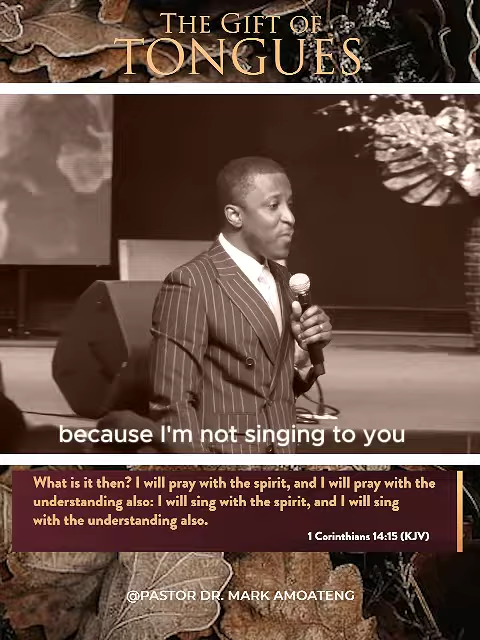 THE GIFT OF
TONGUES
because I'm not singing to you
What is it then? I will pray with the spirit, and I will pray with the
understanding also: I will sing with the spirit, and I will sing
with the understanding also.
1 Corinthians 14:15 (KJV)
@PASTOR DR. MARK AMOATENG